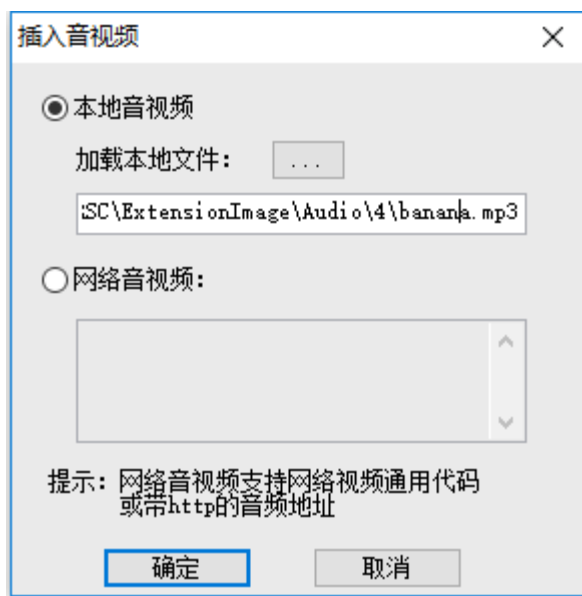 插入音视频
本地音视频
加载本地文件：
...
SC\ExtensionImage\Audio\4\banana.mp3
网络音视频：
提示：网络音视频支持网络视频通用代码
或带http的音频地址
确定
取消